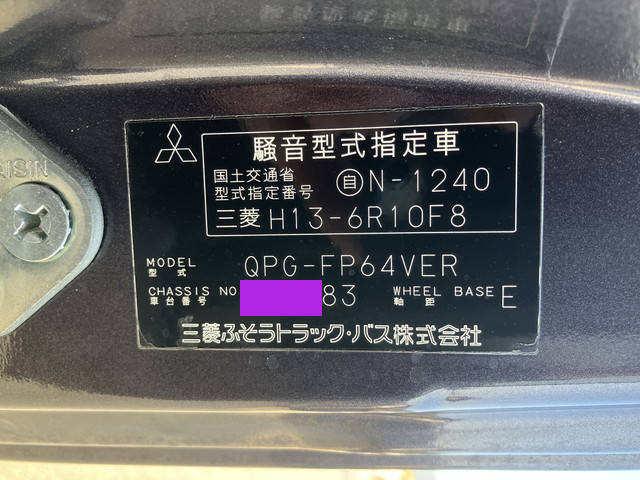 騒音型式指定車
国土交通省
型式指定番号 自N-1240
三菱 H13-6R10F8
MODEL
型式 QPG-FP64VER
CHASSIS NO
車台番号 83 WHEEL BASE
軸距 E
三菱ふそうトラック・バス株式会社
AISIN